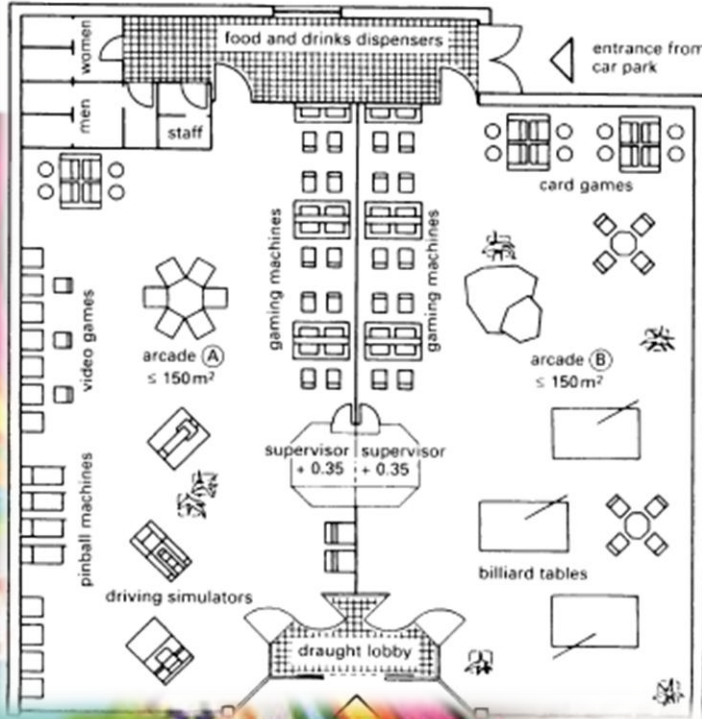 women
food and drinks dispensers
entrance from
car park
men
staff
card games
gaming machines
gaming machines
video games
arcade A
≤ 150m²
arcade B
≤ 150m²
supervisor
+ 0.35
supervisor
+ 0.35
pinball machines
billiard tables
driving simulators
draught lobby